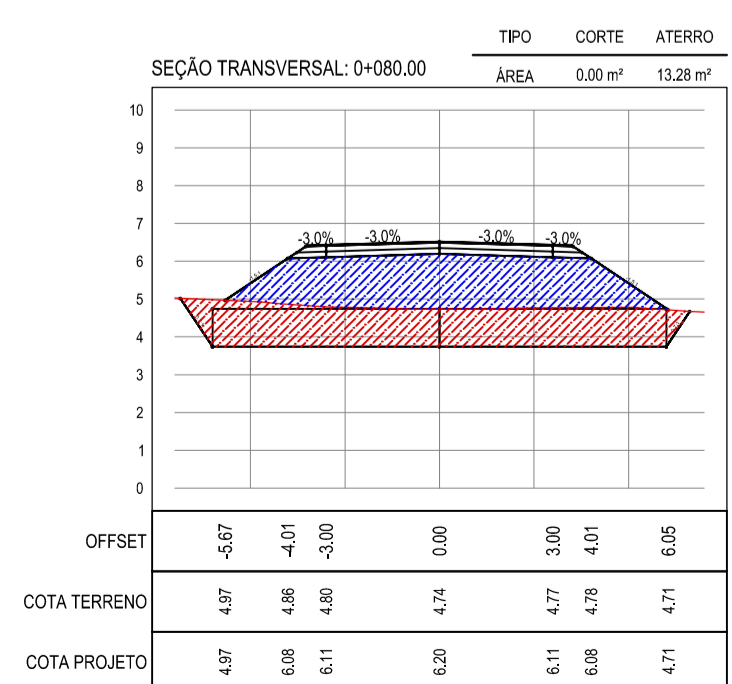 TIPO CORTE ATERRO
SEÇÃO TRANSVERSAL: 0+080.00
ÁREA 0.00 m² 13.28 m²
10
9
8
7
6
5
4
3
2
1
0
-3.0% -3.0% -3.0% -3.0%
OFFSET -5.67 -4.01 -3.00 0.00 3.00 4.01 6.05
COTA TERRENO 4.97 4.86 4.80 4.74 4.77 4.78 4.71
COTA PROJETO 4.97 6.08 6.11 6.20 6.11 6.08 4.71